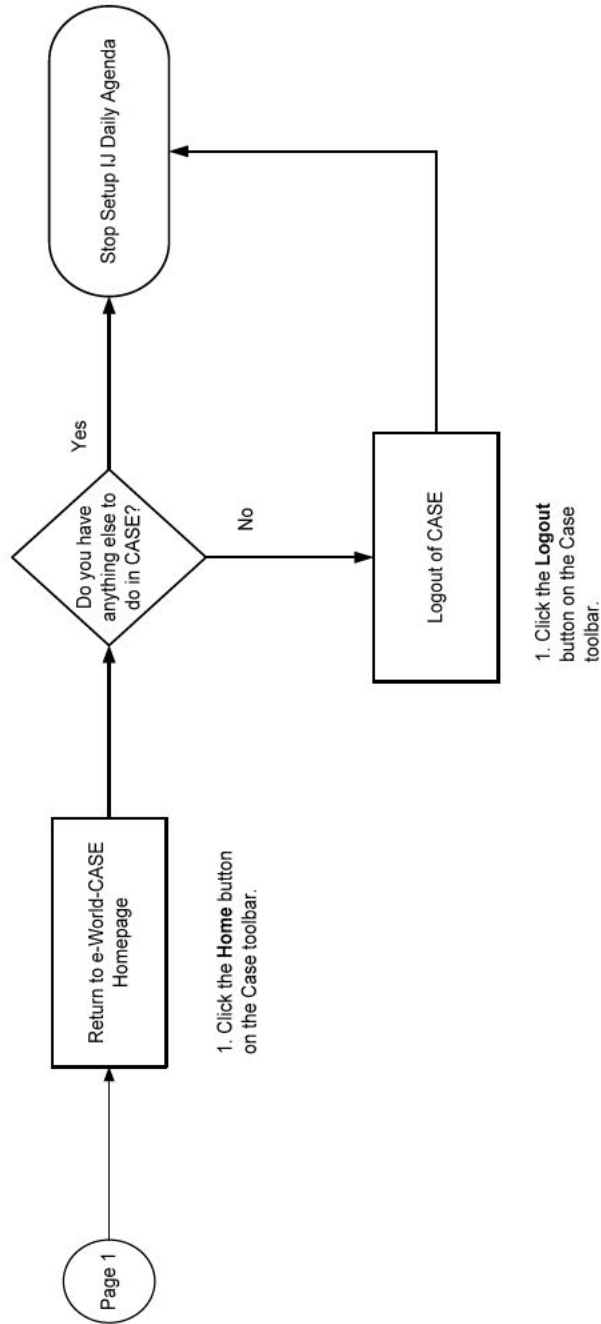 Page 1
Return to e-World-CASE
Homepage
1. Click the Home button
on the Case toolbar.
Do you have
anything else to
do in CASE?
Yes
No
Stop Setup IJ Daily Agenda
Logout of CASE
1. Click the Logout
button on the Case
toolbar.